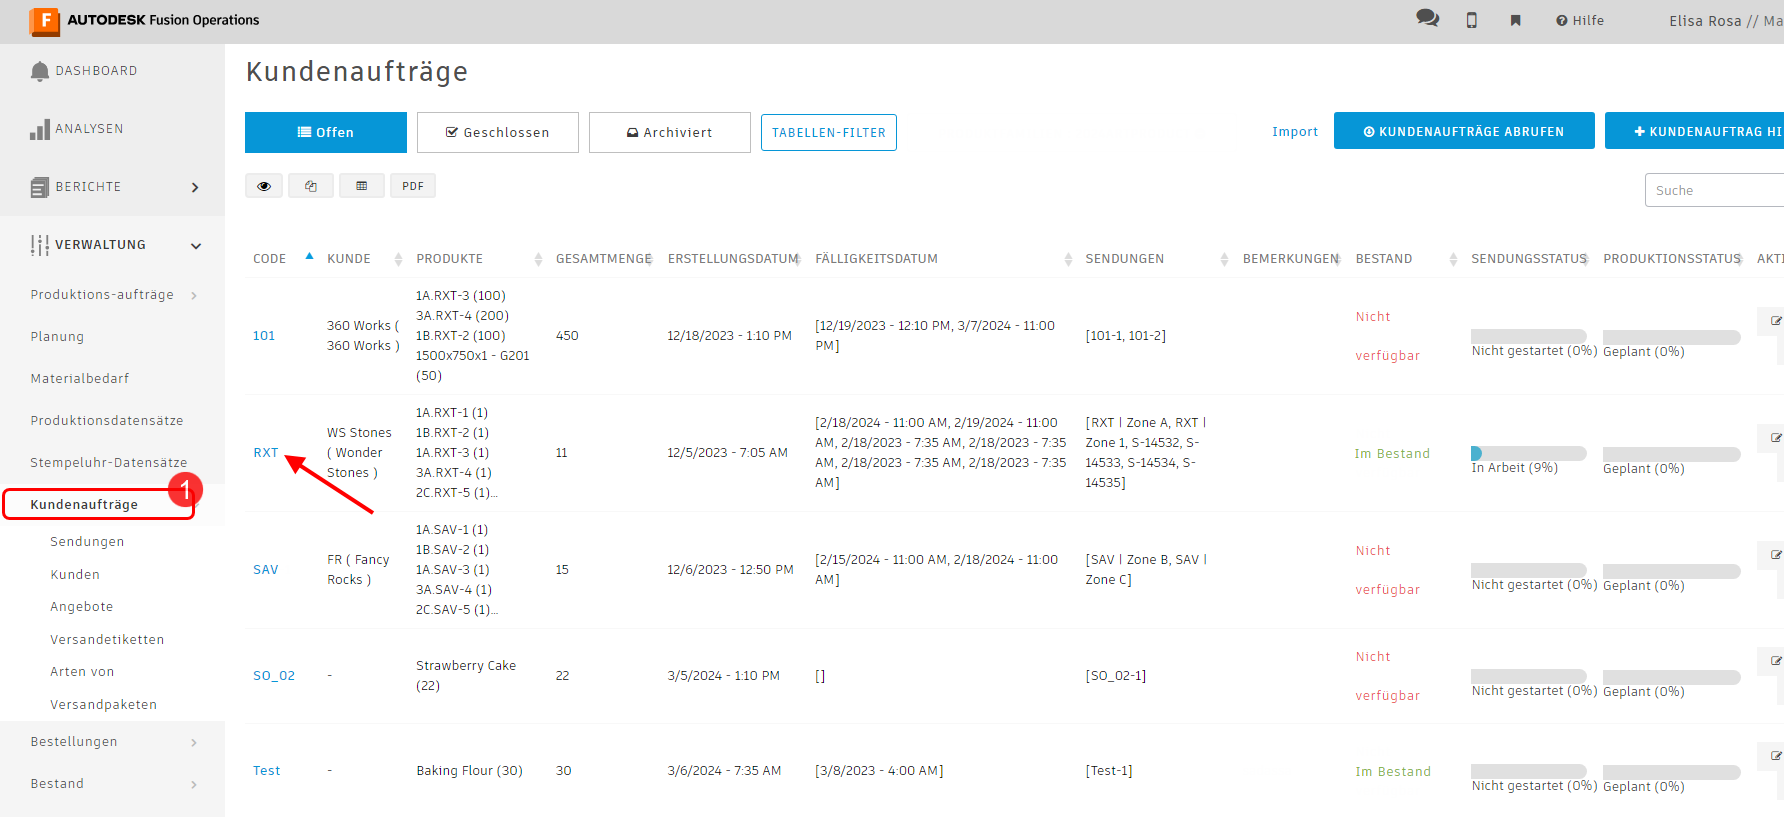 F AUTODESK Fusion Operations
Hilfe
Elisa Rosa // Ma
DASHBOARD
ANALYSEN
BERICHTE
VERWALTUNG
Produktions-aufträge
Planung
Materialbedarf
Produktionsdatensätze
Stempeluhr-Datensätze
1
Kundenaufträge
Sendungen
Kunden
Angebote
Versandetiketten
Arten von
Versandpaketen
Bestellungen
Bestand
Kundenaufträge
Offen
Geschlossen
Archiviert
TABELLEN-FILTER
Import
KUNDENAUFTRÄGE ABRUFEN
KUNDENAUFTRAG HI
PDF
Suche
CODE KUNDE PRODUKTE GESAMTMENGE ERSTELLUNGSDATUM FÄLLIGKEITSDATUM SENDUNGEN BEMERKUNGEN BESTAND SENDUNGSSTATUS PRODUKTIONSSTATUS AKTI
101
360 Works (
360 Works )
1A.RXT-3 (100)
3A.RXT-4 (200)
1B.RXT-2 (100)
1500x750x1 - G201
(50)
450
12/18/2023 - 1:10 PM
[12/19/2023 - 12:10 PM, 3/7/2024 - 11:00
PM]
[101-1, 101-2]
Nicht
verfügbar
Nicht gestartet (0%)
Geplant (0%)
RXT
WS Stones
( Wonder
Stones )
1A.RXT-1 (1)
1B.RXT-2 (1)
1A.RXT-3 (1)
3A.RXT-4 (1)
2C.RXT-5 (1)...
11
12/5/2023 - 7:05 AM
[2/18/2024 - 11:00 AM, 2/19/2024 - 11:00
AM, 2/18/2023 - 7:35 AM, 2/18/2023 - 7:35
AM, 2/18/2023 - 7:35 AM, 2/18/2023 - 7:35
AM]
[RXT | Zone A, RXT |
Zone 1, S-14532, S-
14533, S-14534, S-
14535]
Im Bestand
In Arbeit (9%)
Geplant (0%)
SAV
FR ( Fancy
Rocks )
1A.SAV-1 (1)
1B.SAV-2 (1)
1A.SAV-3 (1)
3A.SAV-4 (1)
2C.SAV-5 (1)...
15
12/6/2023 - 12:50 PM
[2/15/2024 - 11:00 AM, 2/18/2024 - 11:00
AM]
[SAV | Zone B, SAV |
Zone C]
Nicht
verfügbar
Nicht gestartet (0%)
Geplant (0%)
SO_02
-
Strawberry Cake
(22)
22
3/5/2024 - 1:10 PM
[]
[SO_02-1]
Nicht
verfügbar
Nicht gestartet (0%)
Geplant (0%)
Test
-
Baking Flour (30)
30
3/6/2024 - 7:35 AM
[3/8/2023 - 4:00 AM]
[Test-1]
Im Bestand
Nicht gestartet (0%)
Geplant (0%)